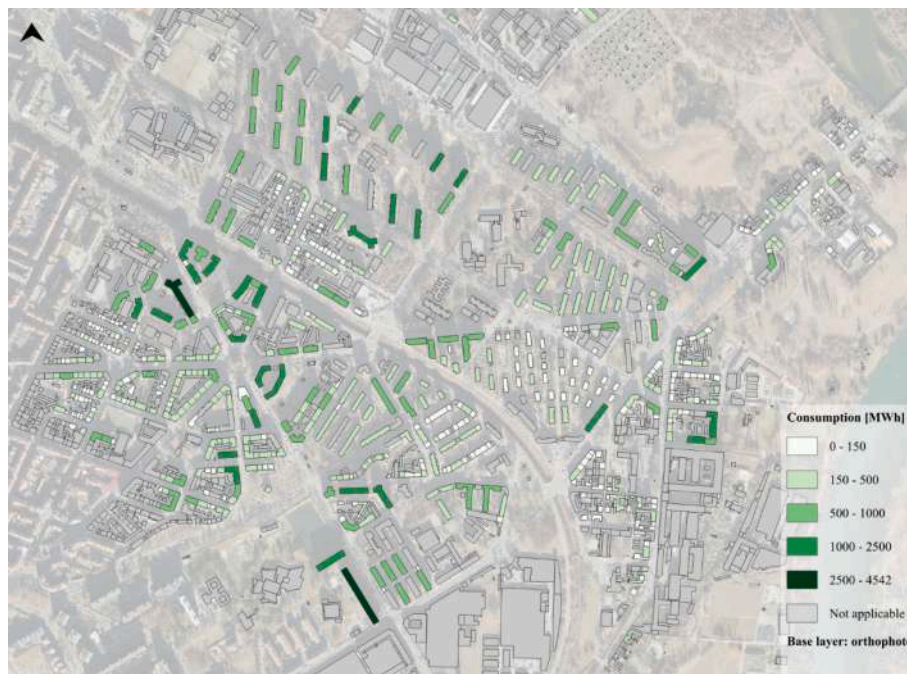 Consumption [MWh]
0 - 150
150 - 500
500 - 1000
1000 - 2500
2500 - 4542
Not applicable
Base layer: orthophoto